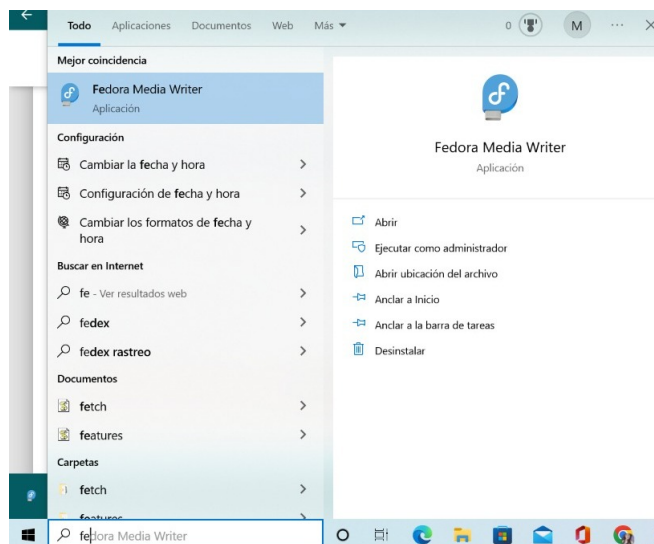 Todo Aplicaciones Documentos Web Más 0 M ...
Mejor coincidencia
Fedora Media Writer
Aplicación
Configuración
Cambiar la fecha y hora
Configuración de fecha y hora
Cambiar los formatos de fecha y
hora
Buscar en Internet
fe - Ver resultados web
fedex
fedex rastreo
Documentos
fetch
features
Carpetas
fetch
features
fedora Media Writer
Fedora Media Writer
Aplicación
Abrir
Ejecutar como administrador
Abrir ubicación del archivo
Anclar a Inicio
Anclar a la barra de tareas
Desinstalar